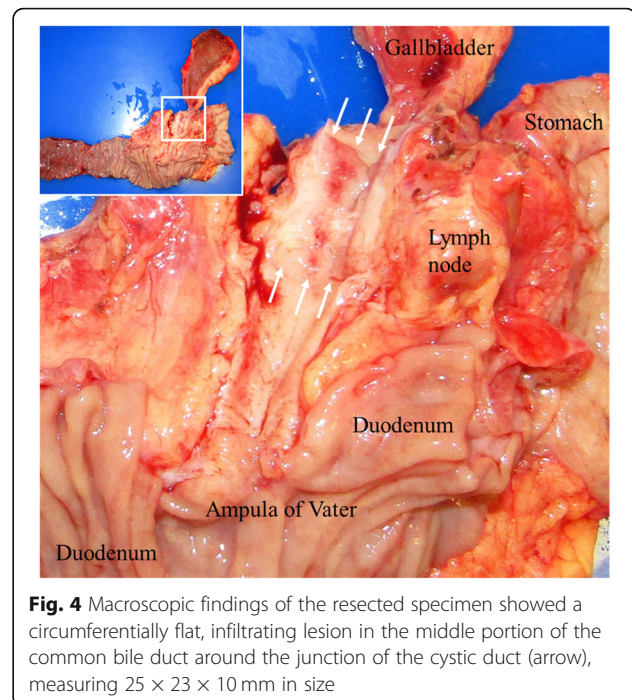 Gallbladder
Stomach
Lymph
node
Duodenum
Ampula of Vater
Duodenum
Fig. 4 Macroscopic findings of the resected specimen showed a
circumferentially flat, infiltrating lesion in the middle portion of the
common bile duct around the junction of the cystic duct (arrow),
measuring 25 × 23 × 10 mm in size